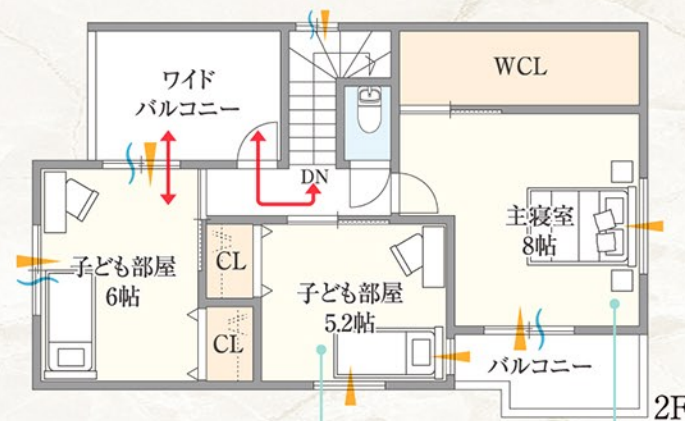 ワイド
バルコニー
WCL
DN
主寝室
8帖
子ども部屋
6帖
CL
子ども部屋
5.2帖
CL
バルコニー
2F